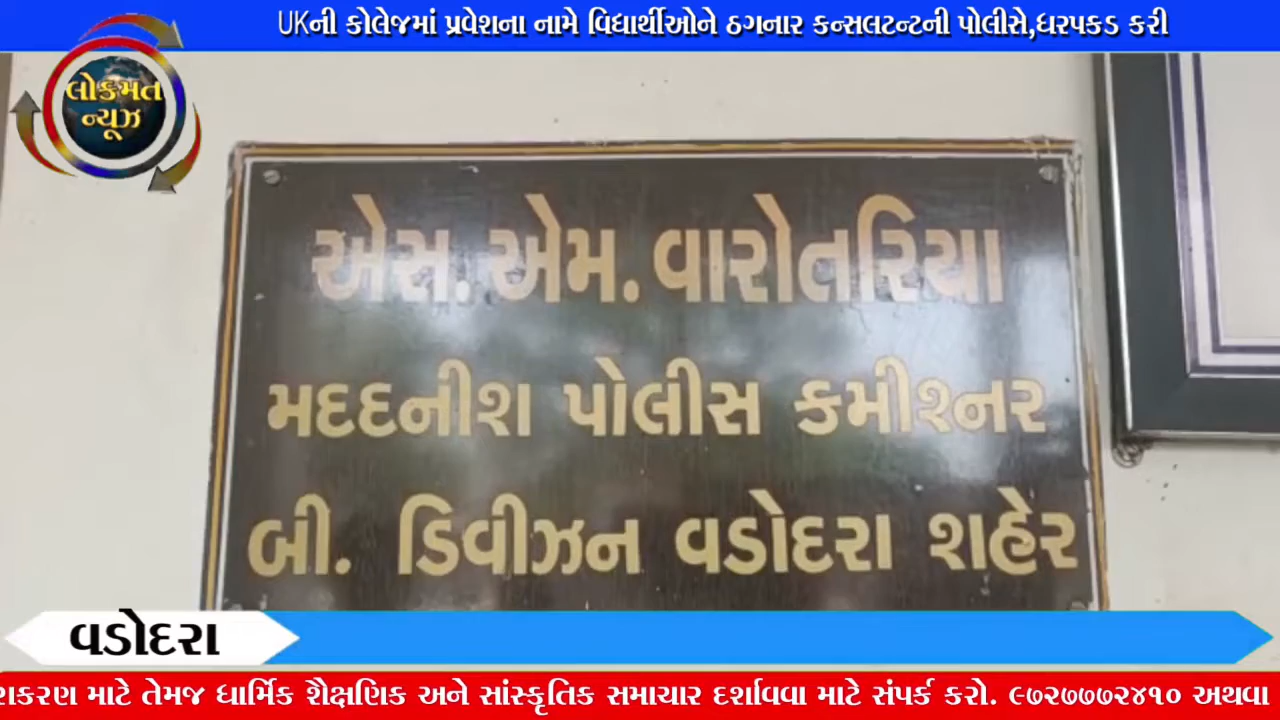 UKની કોલેજમાં પ્રવેશના નામે વિદ્યાર્થીઓને ઠગનાર કન્સલટન્ટની પોલીસે,ધરપકડ કરી
લોકમત
ન્યૂઝ
એસ. એમ. વારોતરિયા
મદદનીશ પોલીસ કમીશ્નર
બી. ડિવીઝન વડોદરા શહેર
વડોદરા
માટે તેમજ ધાર્મિક શૈક્ષણિક અને સાંસ્કૃતિક સમાચાર દર્શાવવા માટે સંપર્ક કરો. ૯૭૨૭૭૭૨૪૧૦ અથવા